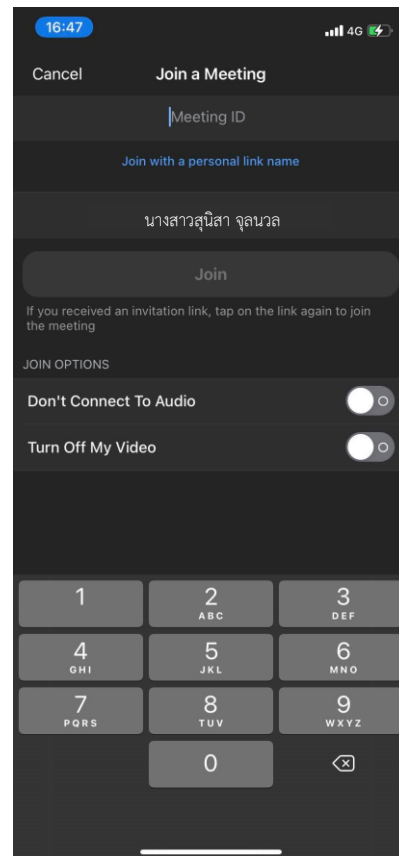 16:47
4G
Cancel
Join a Meeting
Meeting ID
Join with a personal link name
นางสาวสุนิสา จุลนวล
Join
If you received an invitation link, tap on the link again to join
the meeting
JOIN OPTIONS
Don't Connect To Audio
Turn Off My Video
1
2
ABC
3
DEF
4
GHI
5
JKL
6
MNO
7
PQRS
8
TUV
9
WXYZ
0